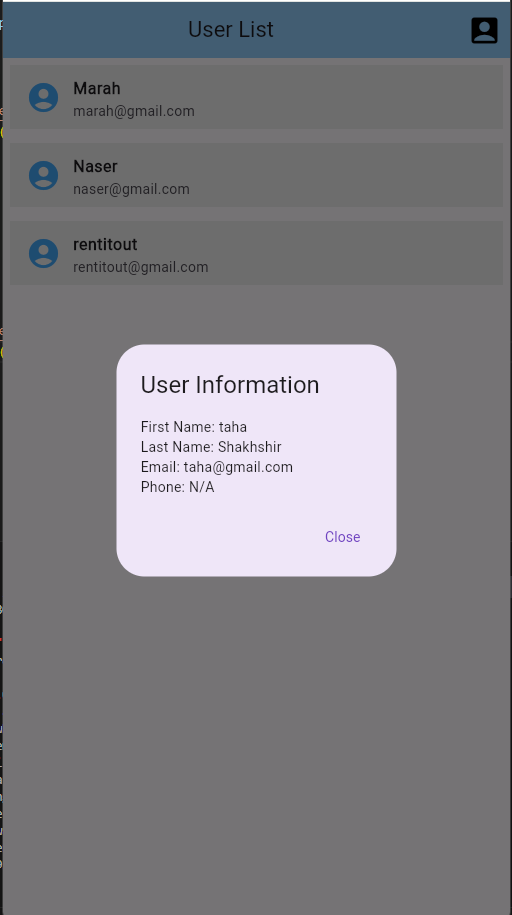 User List
Marah
marah@gmail.com
Naser
naser@gmail.com
rentitout
rentitout@gmail.com
User Information
First Name: taha
Last Name: Shakhshir
Email: taha@gmail.com
Phone: N/A
Close